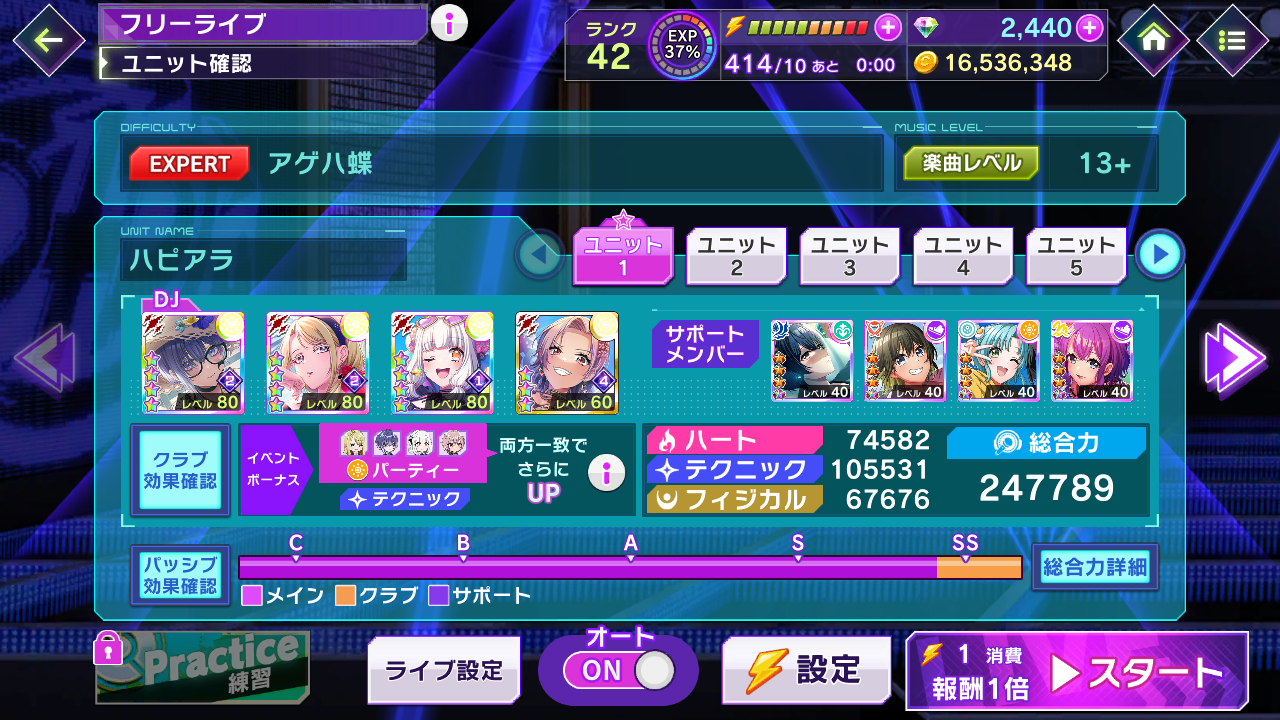 フリーライブ
ユニット確認
ランク
42
EXP
37%
414/10 あと 0:00
2,440
16,536,348
DIFFICULTY
EXPERT
アゲハ蝶
MUSIC LEVEL
楽曲レベル
13+
UNIT NAME
ハピアラ
ユニット
1
ユニット
2
ユニット
3
ユニット
4
ユニット
5
DJ
2
レベル 80
2
レベル 80
1
レベル 80
4
レベル 60
サポート
メンバー
レベル 40
レベル 40
レベル 40
レベル 40
クラブ
効果確認
イベント
ボーナス
パーティー
テクニック
両方一致で
さらに
UP
ハート 74582
テクニック 105531
フィジカル 67676
総合力
247789
パッシブ
効果確認
C B A S SS
メイン クラブ サポート
総合力詳細
Practice
練習
ライブ設定
オート
ON
設定
1 消費
報酬1倍
スタート